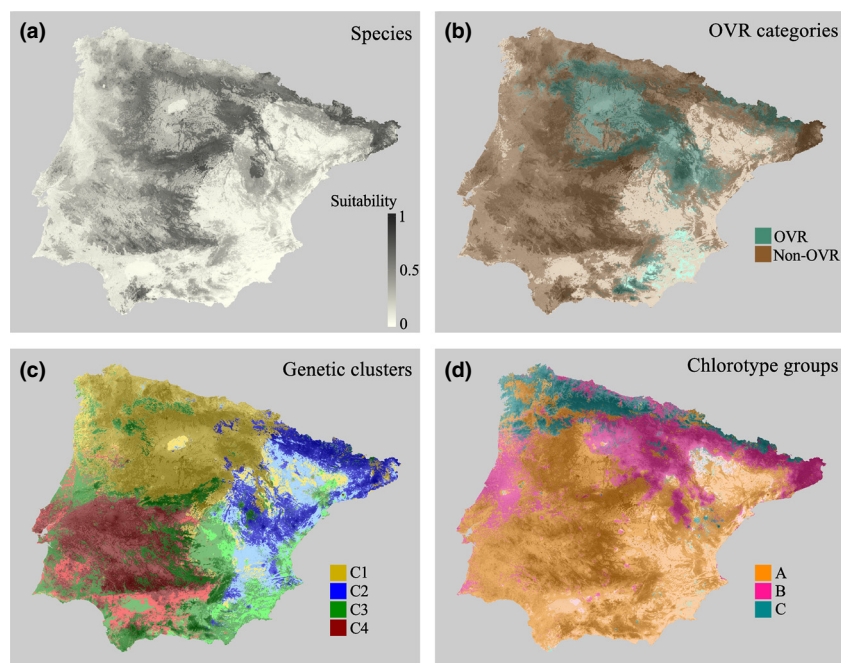 (a)
Species
Suitability
1
0.5
0
(b)
OVR categories
OVR
Non-OVR
(c)
Genetic clusters
C1
C2
C3
C4
(d)
Chlorotype groups
A
B
C